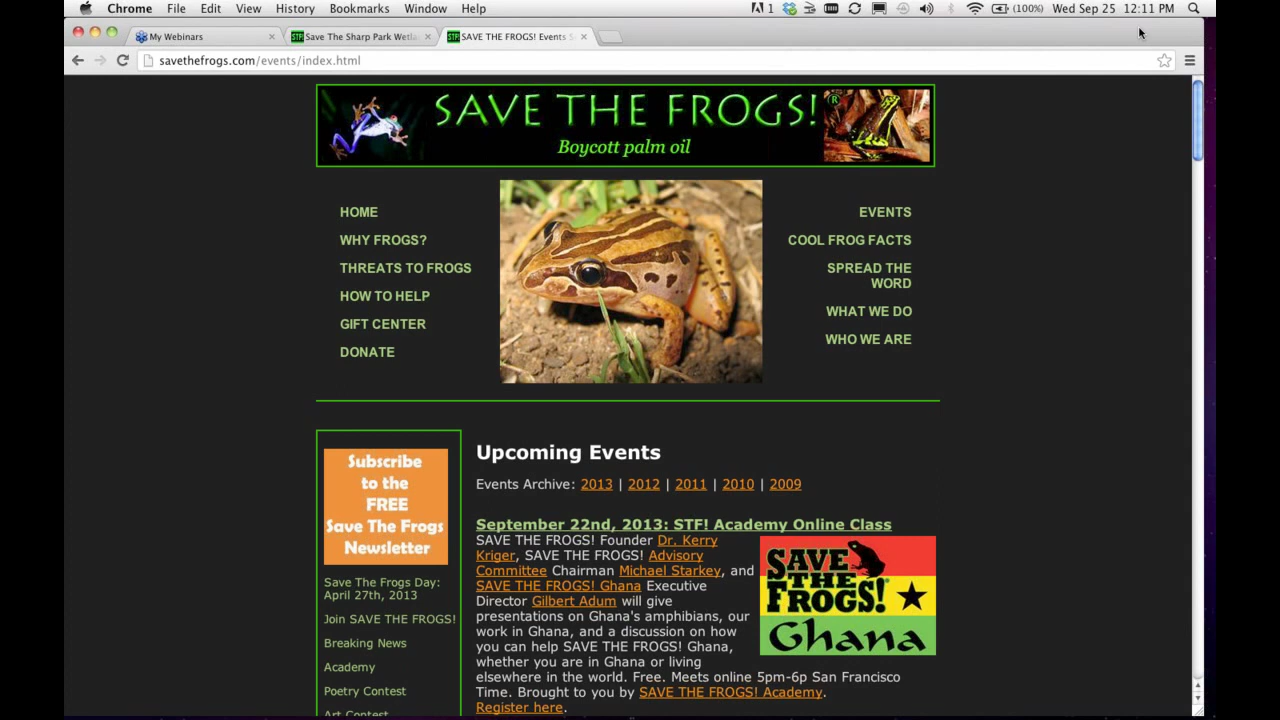 Chrome File Edit View History Bookmarks Window Help 1 (100%) Wed Sep 25 12:11 PM
My Webinars Save The Sharp Park Wetla SAVE THE FROGS! Events S
savethefrogs.com/events/index.html
SAVE THE FROGS!®
Boycott palm oil
HOME
WHY FROGS?
THREATS TO FROGS
HOW TO HELP
GIFT CENTER
DONATE
EVENTS
COOL FROG FACTS
SPREAD THE
WORD
WHAT WE DO
WHO WE ARE
Subscribe
to the
FREE
Save The Frogs
Newsletter
Save The Frogs Day:
April 27th, 2013
Join SAVE THE FROGS!
Breaking News
Academy
Poetry Contest
Art Contest
Upcoming Events
Events Archive: 2013 | 2012 | 2011 | 2010 | 2009
September 22nd, 2013: STF! Academy Online Class
SAVE THE FROGS! Founder Dr. Kerry
Kriger, SAVE THE FROGS! Advisory
Committee Chairman Michael Starkey, and
SAVE THE FROGS! Ghana Executive
Director Gilbert Adum will give
presentations on Ghana's amphibians, our
work in Ghana, and a discussion on how
you can help SAVE THE FROGS! Ghana,
whether you are in Ghana or living
elsewhere in the world. Free. Meets online 5pm-6p San Francisco
Time. Brought to you by SAVE THE FROGS! Academy.
Register here.
SAVE
THE
FROGS!
Ghana